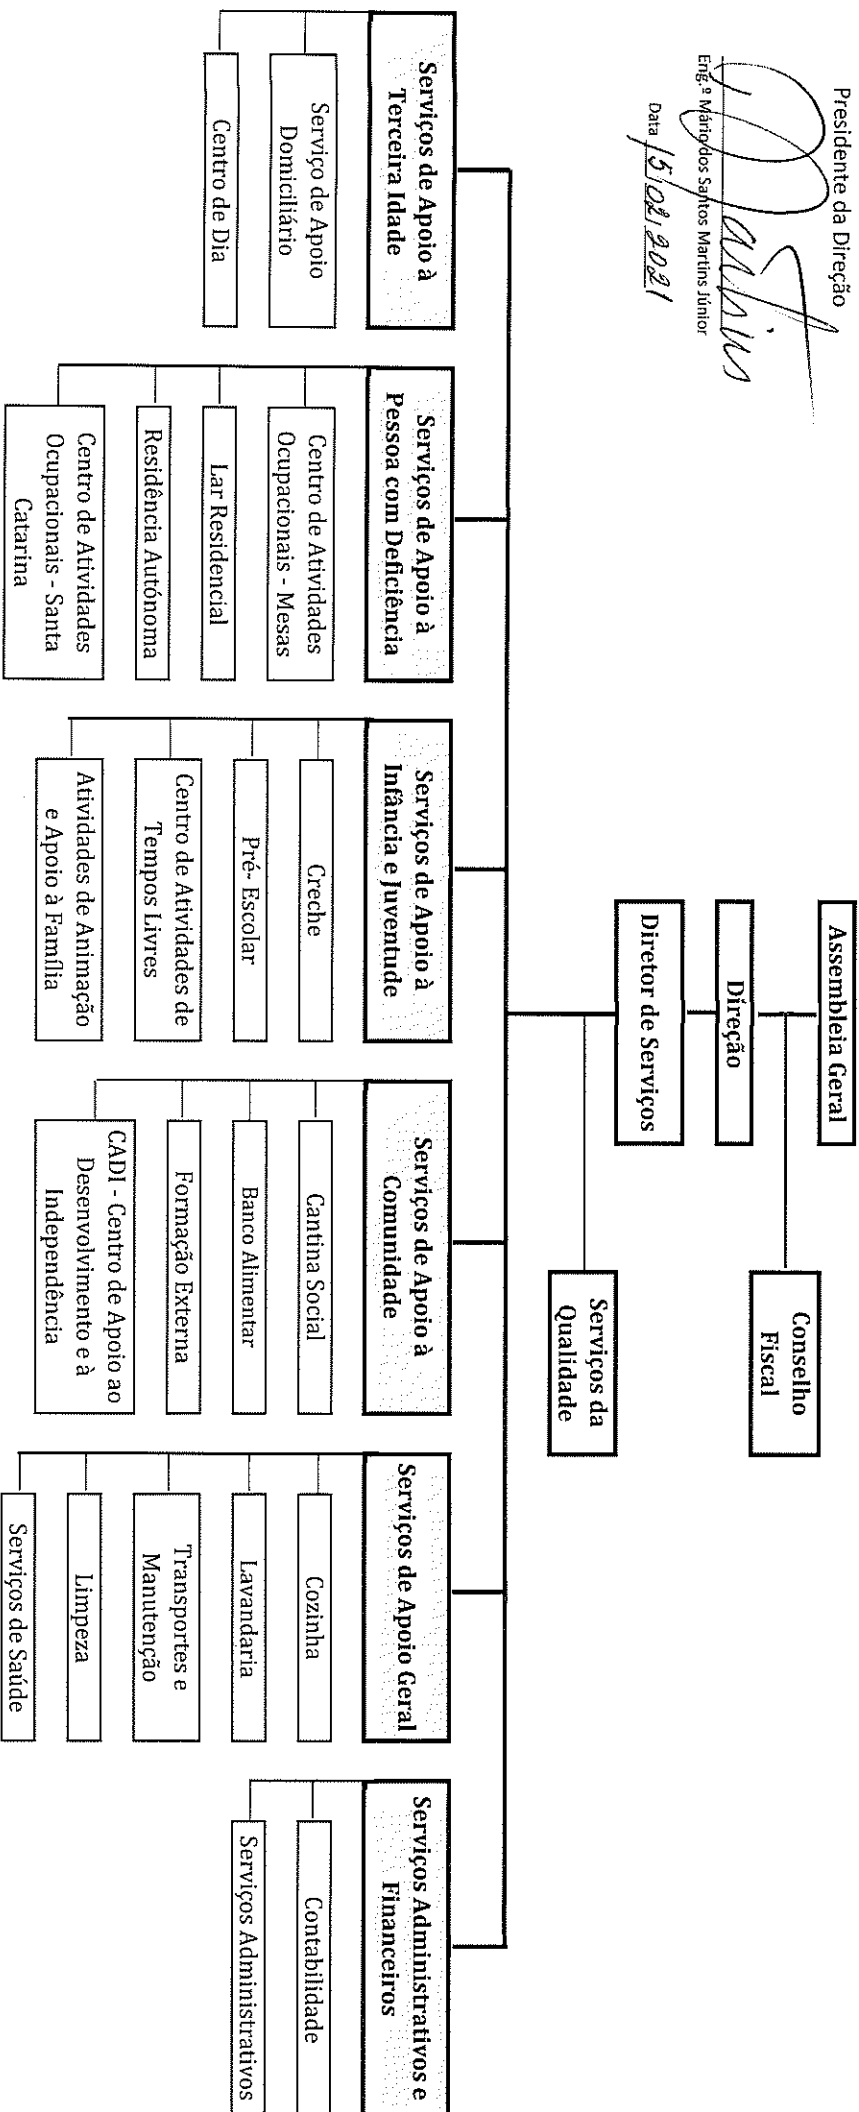 Presidente da Direção
Martins
Eng.º Mário dos Santos Martins Júnior
Data 15/02/2021
Assembleia Geral
Conselho
Fiscal
Direção
Diretor de Serviços
Serviços da
Qualidade
Serviços de Apoio à
Terceira Idade
Serviço de Apoio
Domiciliário
Centro de Dia
Serviços de Apoio à
Pessoa com Deficiência
Centro de Atividades
Ocupacionais - Mesas
Lar Residencial
Residência Autónoma
Centro de Atividades
Ocupacionais - Santa
Catarina
Serviços de Apoio à
Infância e Juventude
Creche
Pré- Escolar
Centro de Atividades de
Tempos Livres
Atividades de Animação
e Apoio à Família
Serviços de Apoio à
Comunidade
Cantina Social
Banco Alimentar
Formação Externa
CADI - Centro de Apoio ao
Desenvolvimento e à
Independência
Serviços de Apoio Geral
Cozinha
Lavandaria
Transportes e
Manutenção
Limpeza
Serviços de Saúde
Serviços Administrativos e
Financeiros
Contabilidade
Serviços Administrativos